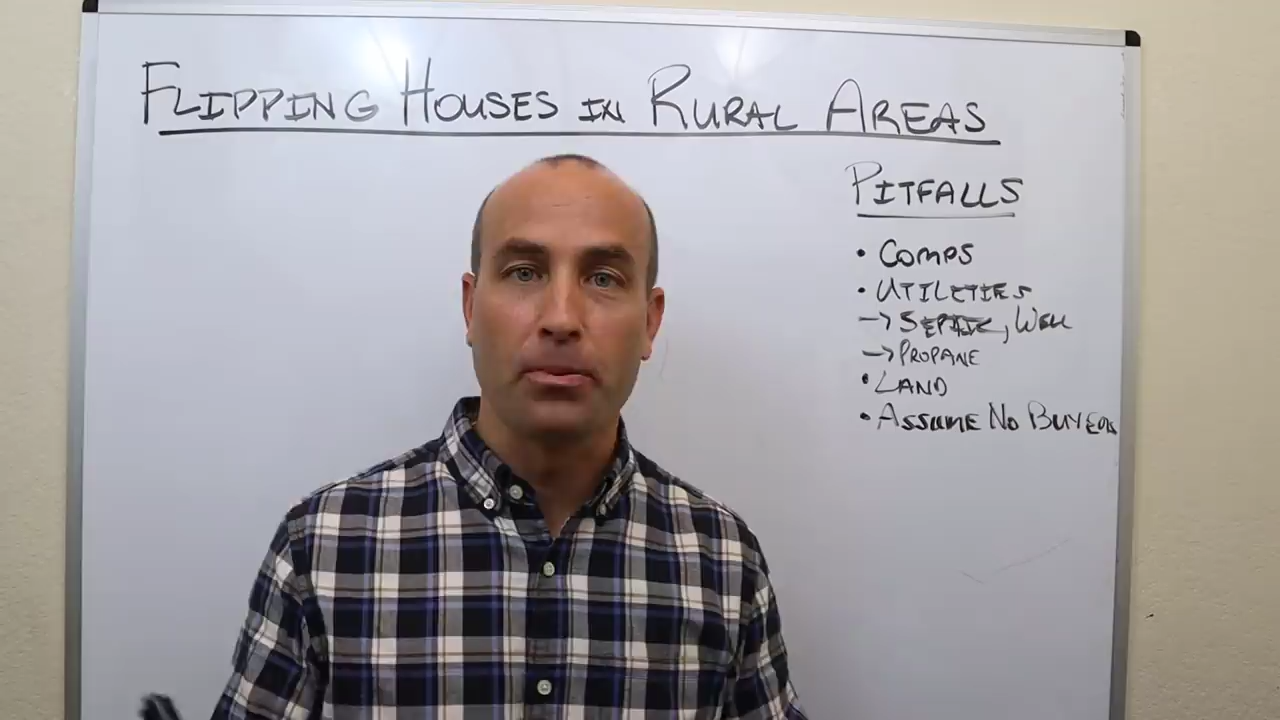 FLIPPING HOUSES IN RURAL AREAS
PITFALLS
• COMPS
• UTILITIES
→ SEPTIC, WELL
→ PROPANE
• LAND
• ASSUME NO BUYERS